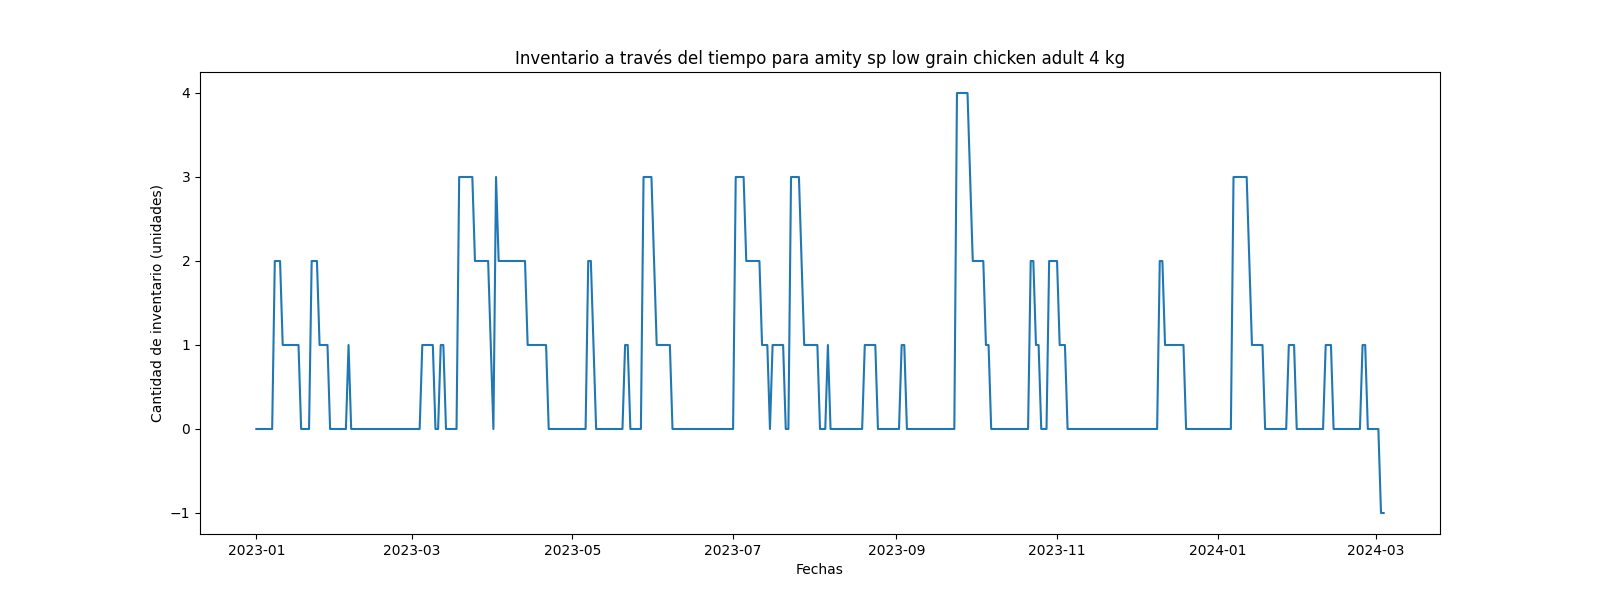 Inventario a través del tiempo para amity sp low grain chicken adult 4 kg
Cantidad de inventario (unidades)
4
3
2
1
0
−1
2023-01 2023-03 2023-05 2023-07 2023-09 2023-11 2024-01 2024-03
Fechas